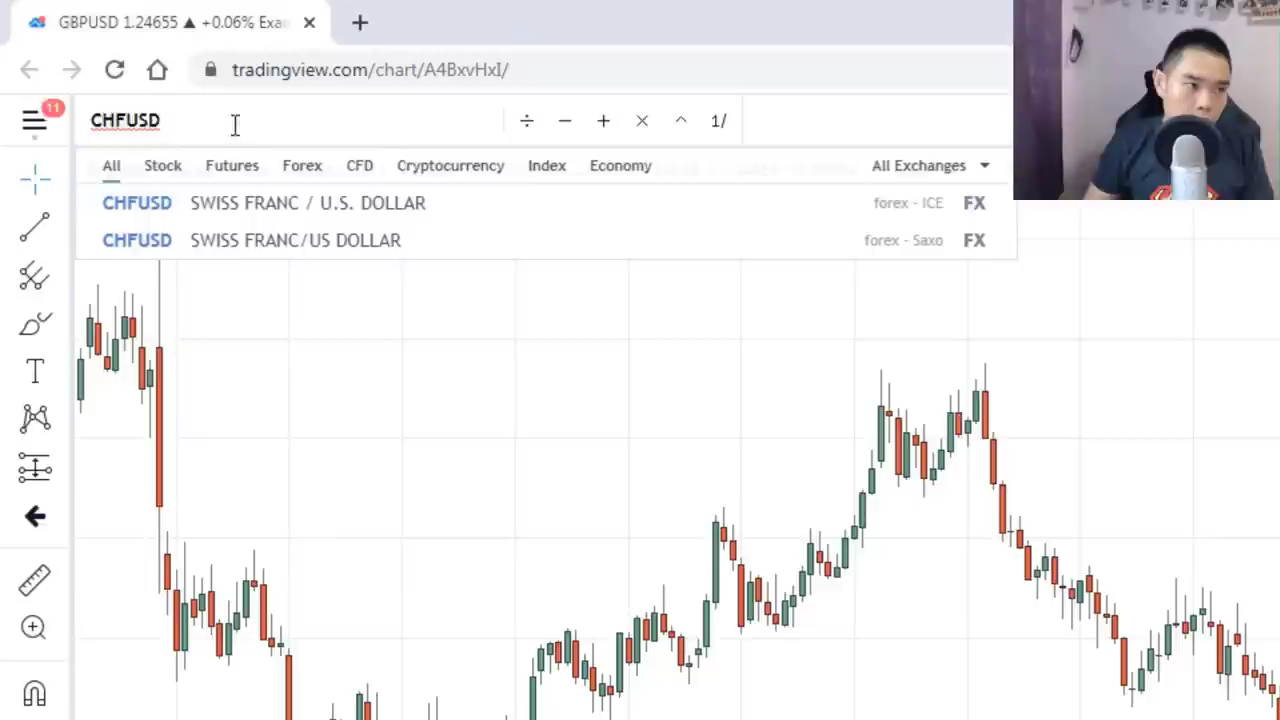 GBPUSD 1.24655 ▲ +0.06% Exa
tradingview.com/chart/A4BxvHxI/
11
CHFUSD ÷ − + × ^ 1/
All Stock Futures Forex CFD Cryptocurrency Index Economy All Exchanges
CHFUSD SWISS FRANC / U.S. DOLLAR forex - ICE FX
CHFUSD SWISS FRANC/US DOLLAR forex - Saxo FX